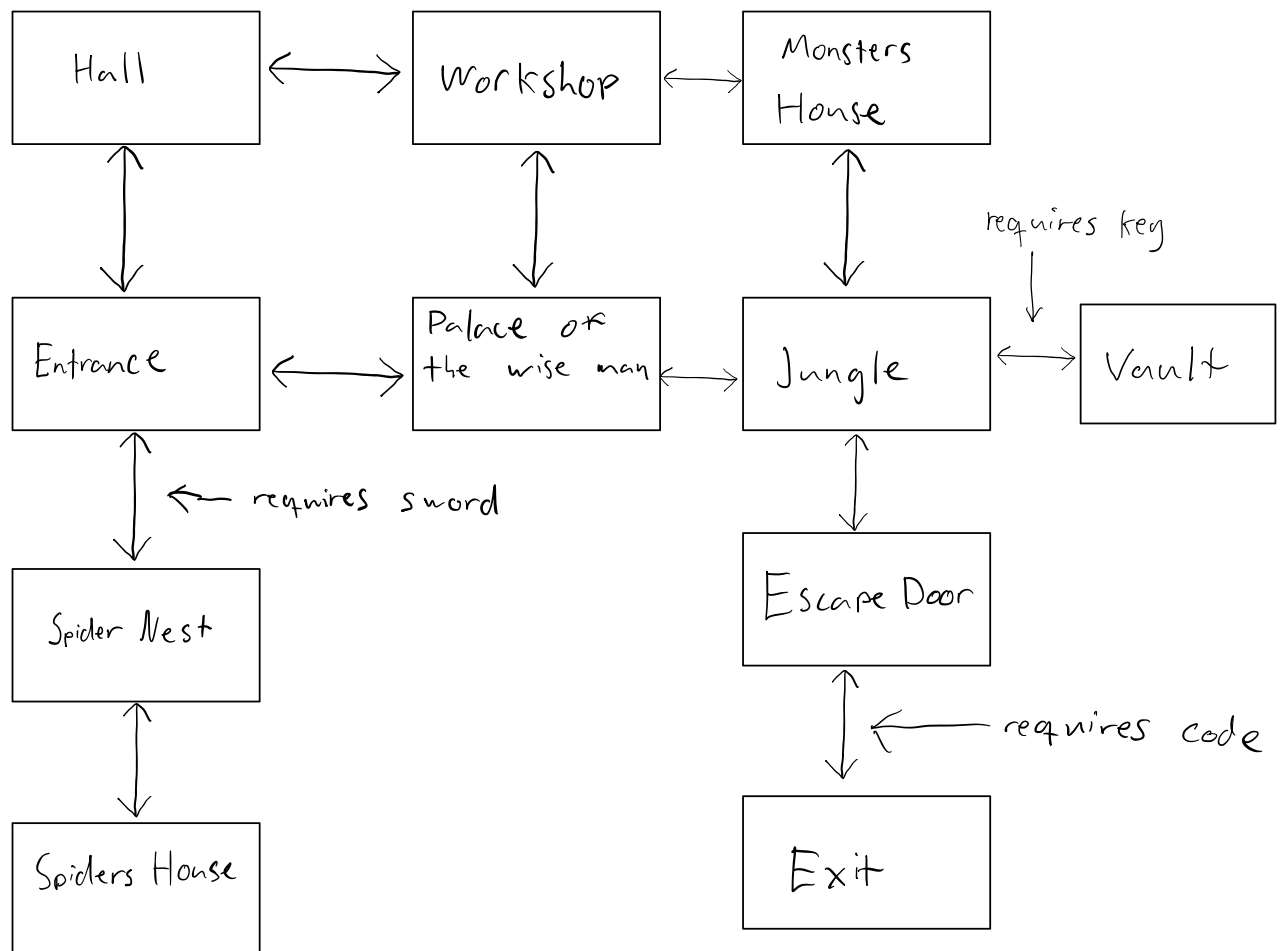 Hall
Workshop
Monsters
House
requires key
Entrance
Palace of
the wise man
Jungle
Vault
requires sword
Spider Nest
Escape Door
requires code
Spiders House
Exit